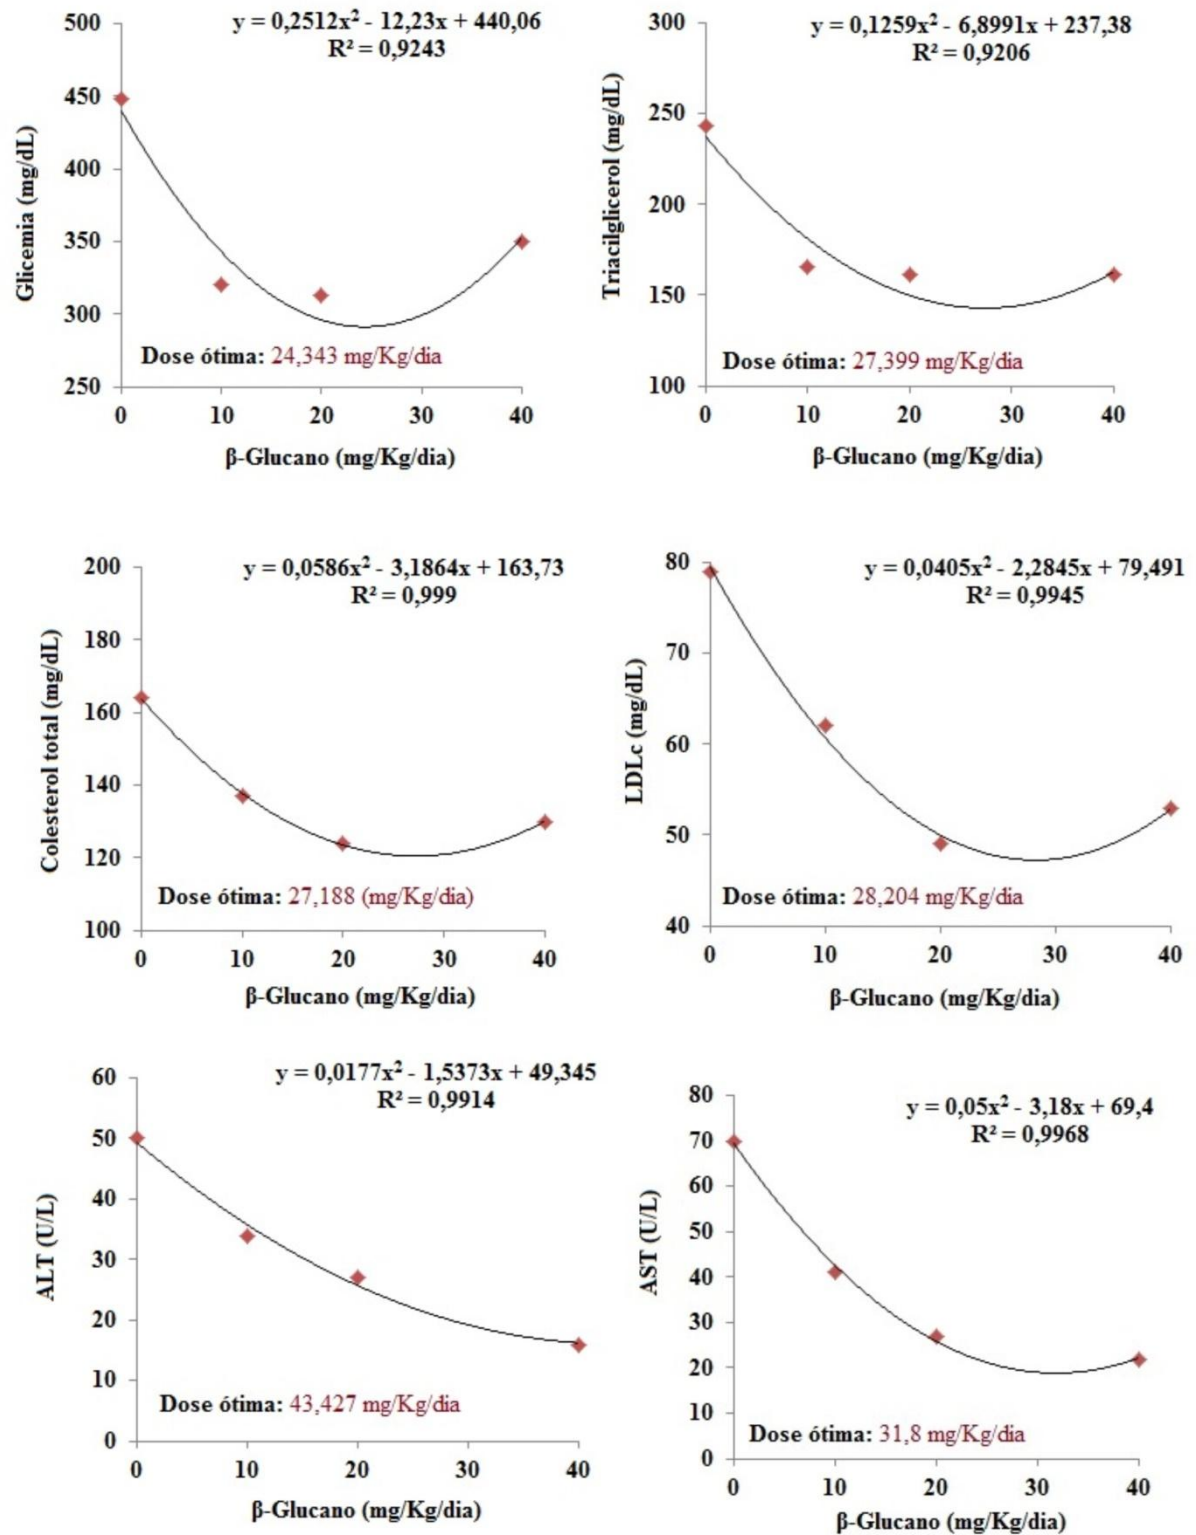 y = 0,2512x² - 12,23x + 440,06
R² = 0,9243
500
450
400
350
300
250
Glicemia (mg/dL)
Dose ótima: 24,343 mg/Kg/dia
0 10 20 30 40
β-Glucano (mg/Kg/dia)
y = 0,1259x² - 6,8991x + 237,38
R² = 0,9206
300
250
200
150
100
Triacilglicerol (mg/dL)
Dose ótima: 27,399 mg/Kg/dia
0 10 20 30 40
β-Glucano (mg/Kg/dia)
y = 0,0586x² - 3,1864x + 163,73
R² = 0,999
200
180
160
140
120
100
Colesterol total (mg/dL)
Dose ótima: 27,188 (mg/Kg/dia)
0 10 20 30 40
β-Glucano (mg/Kg/dia)
y = 0,0405x² - 2,2845x + 79,491
R² = 0,9945
80
70
60
50
40
LDLc (mg/dL)
Dose ótima: 28,204 mg/Kg/dia
0 10 20 30 40
β-Glucano (mg/Kg/dia)
y = 0,0177x² - 1,5373x + 49,345
R² = 0,9914
60
50
40
30
20
10
0
ALT (U/L)
Dose ótima: 43,427 mg/Kg/dia
0 10 20 30 40
β-Glucano (mg/Kg/dia)
y = 0,05x² - 3,18x + 69,4
R² = 0,9968
80
70
60
50
40
30
20
10
0
AST (U/L)
Dose ótima: 31,8 mg/Kg/dia
0 10 20 30 40
β-Glucano (mg/Kg/dia)